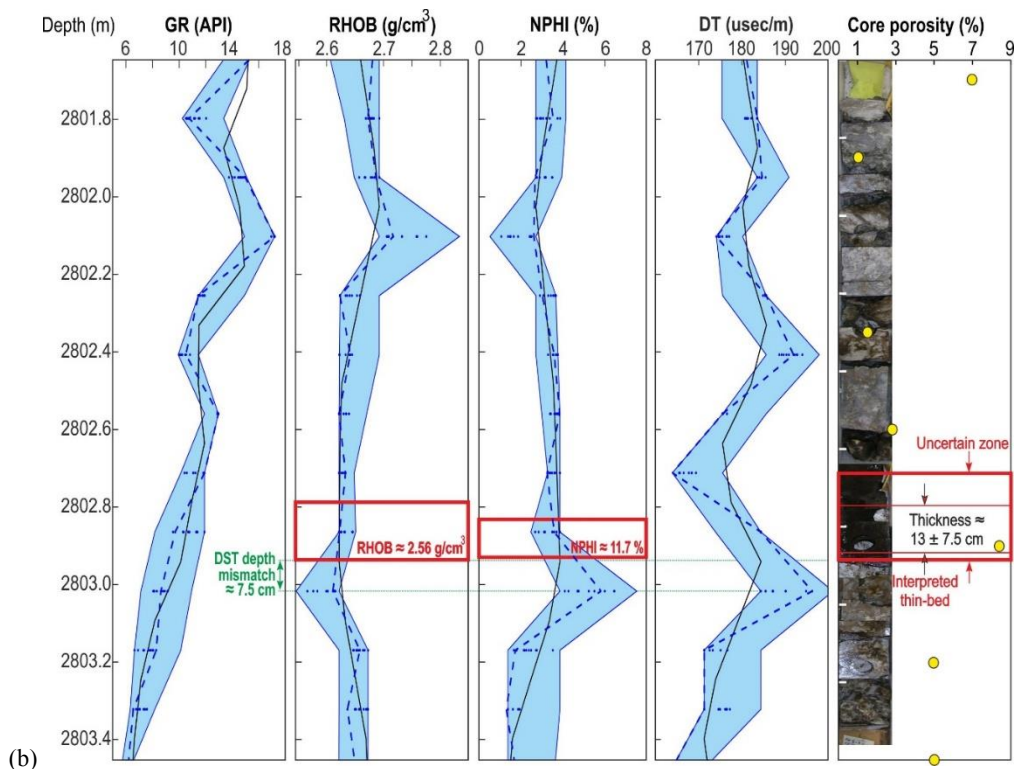 Depth (m) GR (API) RHOB (g/cm³) NPHI (%) DT (usec/m) Core porosity (%)
6 10 14 18 2.6 2.7 2.8 0 2 4 6 8 170 180 190 200 1 3 5 7 9
2801.8
2802.0
2802.2
2802.4
2802.6
Uncertain zone
2802.8
Thickness ≈
13 ± 7.5 cm
RHOB ≈ 2.56 g/cm³ NPHI ≈ 11.7 %
DST depth
mismatch
≈ 7.5 cm
Interpreted
thin-bed
2803.0
2803.2
2803.4
(b)